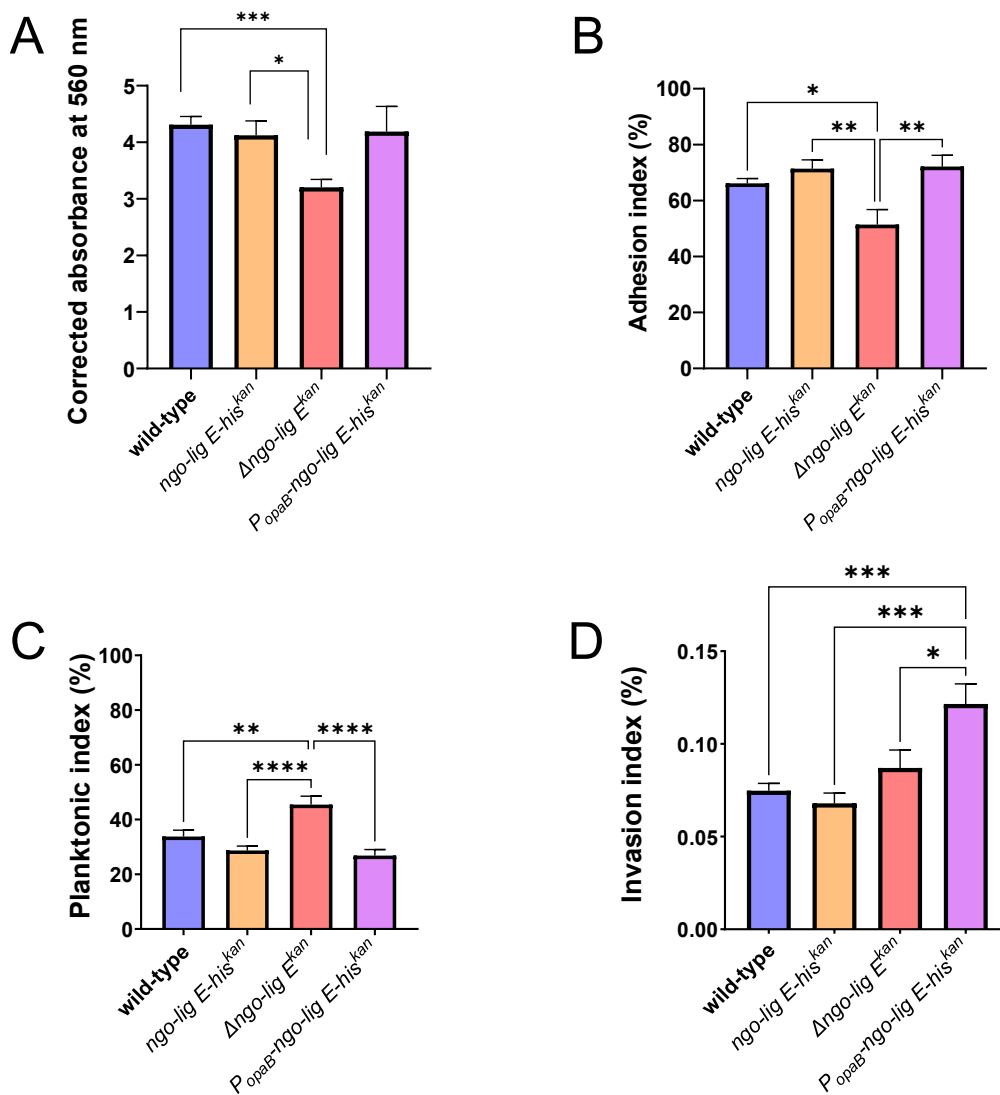 A
Corrected absorbance at 560 nm
***
*
5
4
3
2
1
0
wild-type
ngo-lig E-his^kan
Δngo-lig E^kan
P_opaB-ngo-lig E-his^kan
B
Adhesion index (%)
*
** **
100
80
60
40
20
0
wild-type
ngo-lig E-his^kan
Δngo-lig E^kan
P_opaB-ngo-lig E-his^kan
C
Planktonic index (%)
** ****
****
100
80
60
40
20
0
wild-type
ngo-lig E-his^kan
Δngo-lig E^kan
P_opaB-ngo-lig E-his^kan
D
Invasion index (%)
***
***
*
0.15
0.10
0.05
0.00
wild-type
ngo-lig E-his^kan
Δngo-lig E^kan
P_opaB-ngo-lig E-his^kan